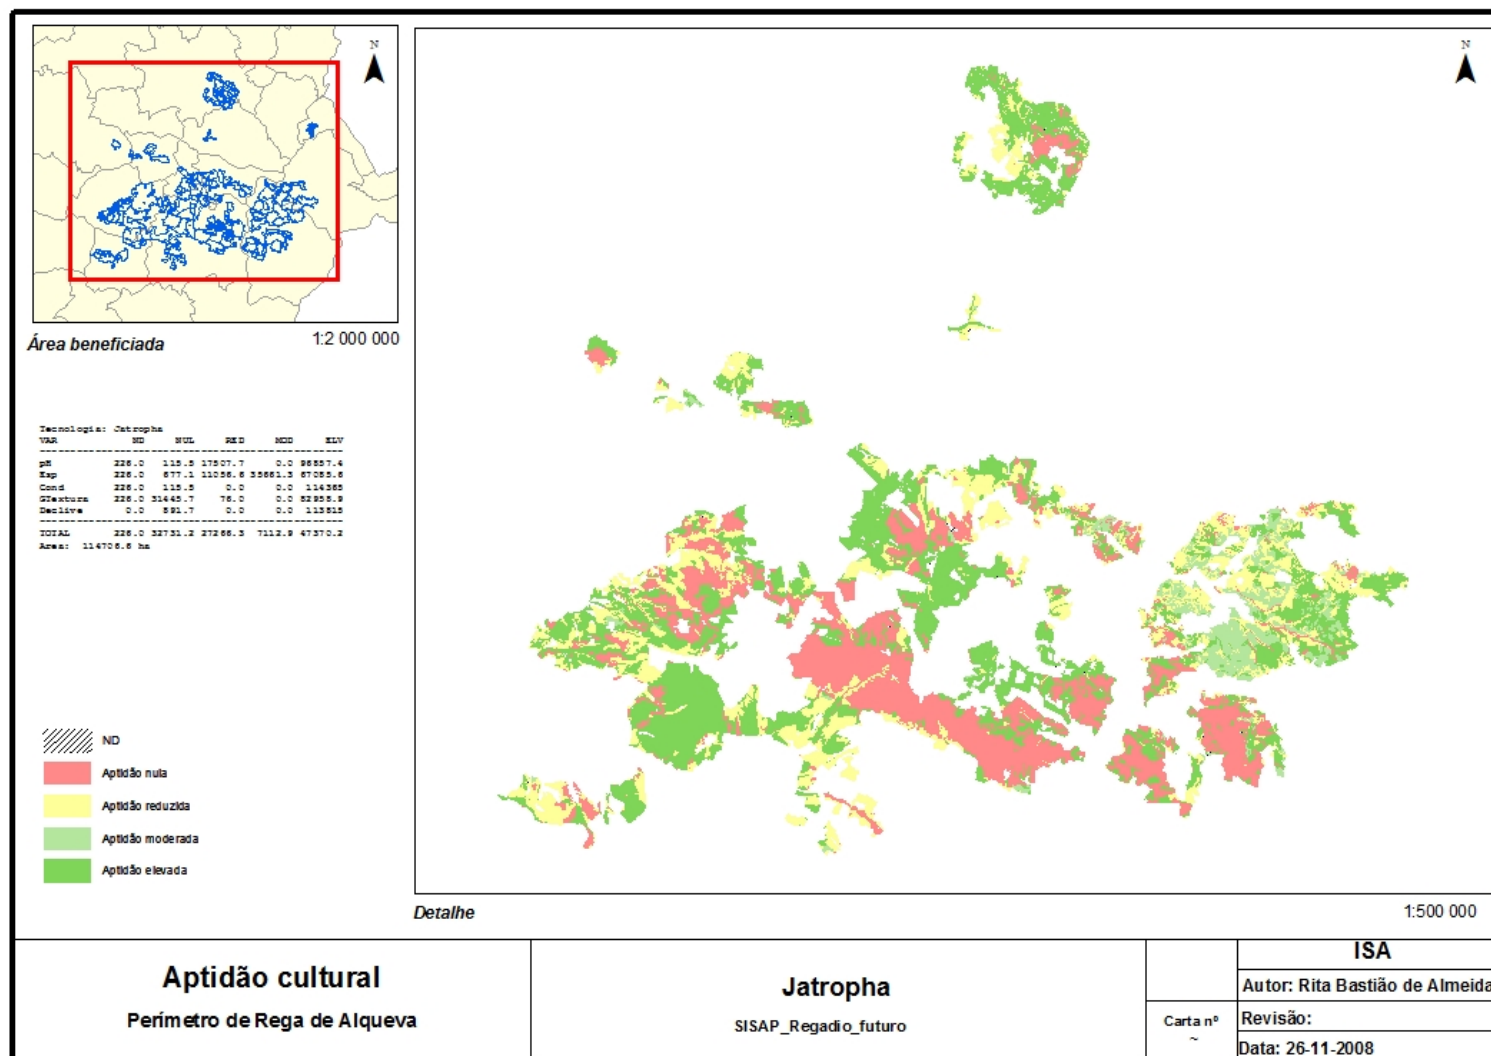 N
N
Área beneficiada
1:2 000 000
Tecnologia: Jatropha
VAR ND NUL RED MOD ELV
pH 226.0 115.5 17507.7 0.0 96857.4
Esp 226.0 677.1 11056.6 35661.3 67085.6
Cond 226.0 115.5 0.0 0.0 114365
GTextura 226.0 31445.7 76.0 0.0 82958.9
Declive 0.0 891.7 0.0 0.0 113815
TOTAL 226.0 32731.2 27266.3 7112.9 47370.2
Area: 114706.6 ha
ND
Aptidão nula
Aptidão reduzida
Aptidão moderada
Aptidão elevada
Detalhe
1:500 000
Aptidão cultural
Perímetro de Rega de Alqueva
Jatropha
SISAP_Regadio_futuro
Carta nº
~
ISA
Autor: Rita Bastião de Almeida
Revisão:
Data: 26-11-2008